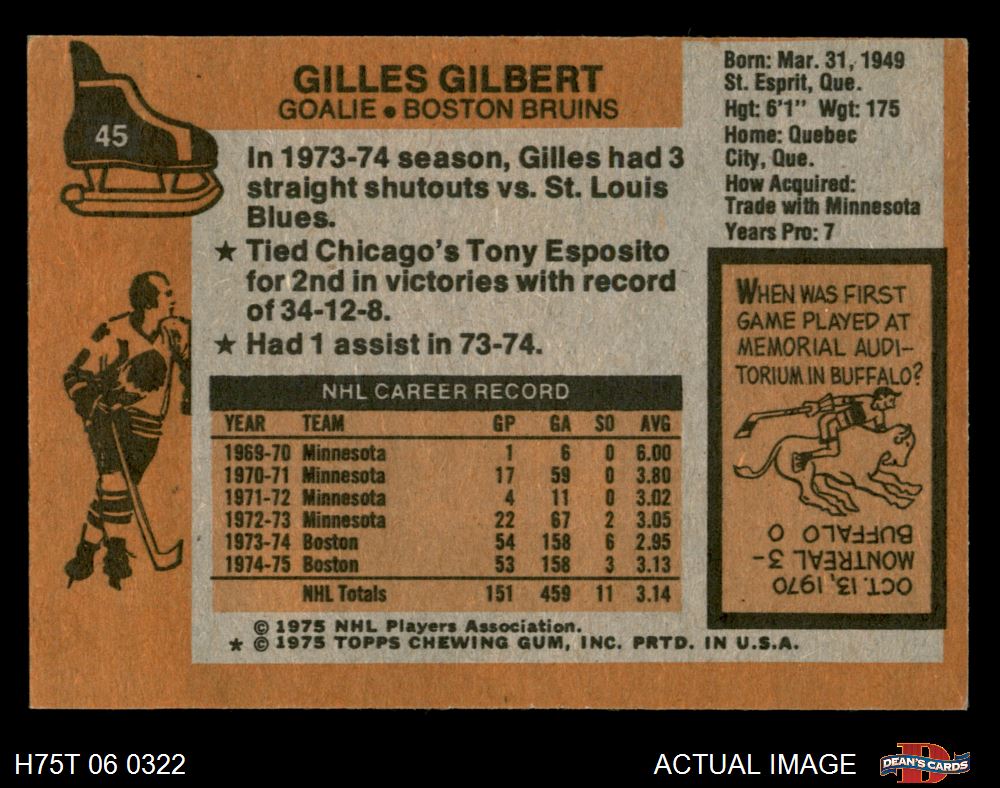 45
GILLES GILBERT
GOALIE • BOSTON BRUINS
In 1973-74 season, Gilles had 3
straight shutouts vs. St. Louis
Blues.
★ Tied Chicago's Tony Esposito
for 2nd in victories with record
of 34-12-8.
★ Had 1 assist in 73-74.
NHL CAREER RECORD
YEAR TEAM GP GA SO AVG
1969-70 Minnesota 1 6 0 6.00
1970-71 Minnesota 17 59 0 3.80
1971-72 Minnesota 4 11 0 3.02
1972-73 Minnesota 22 67 2 3.05
1973-74 Boston 54 158 6 2.95
1974-75 Boston 53 158 3 3.13
NHL Totals 151 459 11 3.14
© 1975 NHL Players Association.
* © 1975 TOPPS CHEWING GUM, INC. PRTD. IN U.S.A.
Born: Mar. 31, 1949
St. Esprit, Que.
Hgt: 6'1" Wgt: 175
Home: Quebec
City, Que.
How Acquired:
Trade with Minnesota
Years Pro: 7
WHEN WAS FIRST
GAME PLAYED AT
MEMORIAL AUDI-
TORIUM IN BUFFALO?
OCT. 13, 1970
MONTREAL 3-
BUFFALO 0
H75T 06 0322
ACTUAL IMAGE
D
DEAN'S CARDS